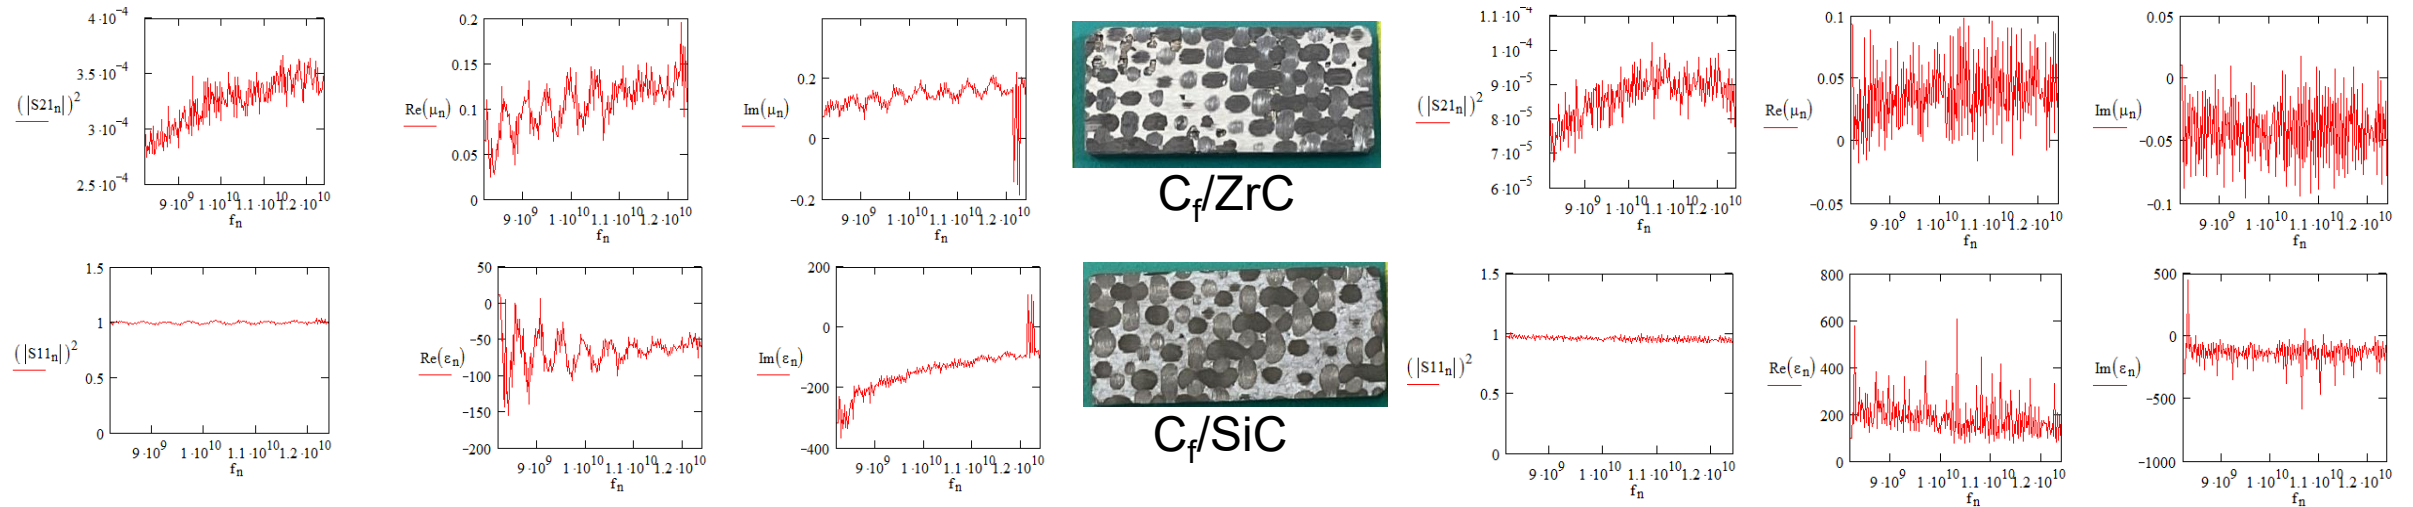 (|S21n|)²
4·10⁻⁴
3.5·10⁻⁴
3·10⁻⁴
2.5·10⁻⁴
9·10⁹ 1·10¹⁰ 1.1·10¹⁰ 1.2·10¹⁰
fn
Re(μn)
0.2
0.15
0.1
0.05
0
9·10⁹ 1·10¹⁰ 1.1·10¹⁰ 1.2·10¹⁰
fn
Im(μn)
0.2
0
−0.2
9·10⁹ 1·10¹⁰ 1.1·10¹⁰ 1.2·10¹⁰
fn
Cf/ZrC
(|S21n|)²
1.1·10⁻⁴
1·10⁻⁴
9·10⁻⁵
8·10⁻⁵
7·10⁻⁵
6·10⁻⁵
9·10⁹ 1·10¹⁰ 1.1·10¹⁰ 1.2·10¹⁰
fn
Re(μn)
0.1
0.05
0
−0.05
9·10⁹ 1·10¹⁰ 1.1·10¹⁰ 1.2·10¹⁰
fn
Im(μn)
0.05
0
−0.05
−0.1
9·10⁹ 1·10¹⁰ 1.1·10¹⁰ 1.2·10¹⁰
fn
(|S11n|)²
1.5
1
0.5
0
9·10⁹ 1·10¹⁰ 1.1·10¹⁰ 1.2·10¹⁰
fn
Re(εn)
50
0
−50
−100
−150
−200
9·10⁹ 1·10¹⁰ 1.1·10¹⁰ 1.2·10¹⁰
fn
Im(εn)
200
0
−200
−400
9·10⁹ 1·10¹⁰ 1.1·10¹⁰ 1.2·10¹⁰
fn
Cf/SiC
(|S11n|)²
1.5
1
0.5
0
9·10⁹ 1·10¹⁰ 1.1·10¹⁰ 1.2·10¹⁰
fn
Re(εn)
800
600
400
200
0
9·10⁹ 1·10¹⁰ 1.1·10¹⁰ 1.2·10¹⁰
fn
Im(εn)
500
0
−500
−1000
9·10⁹ 1·10¹⁰ 1.1·10¹⁰ 1.2·10¹⁰
fn